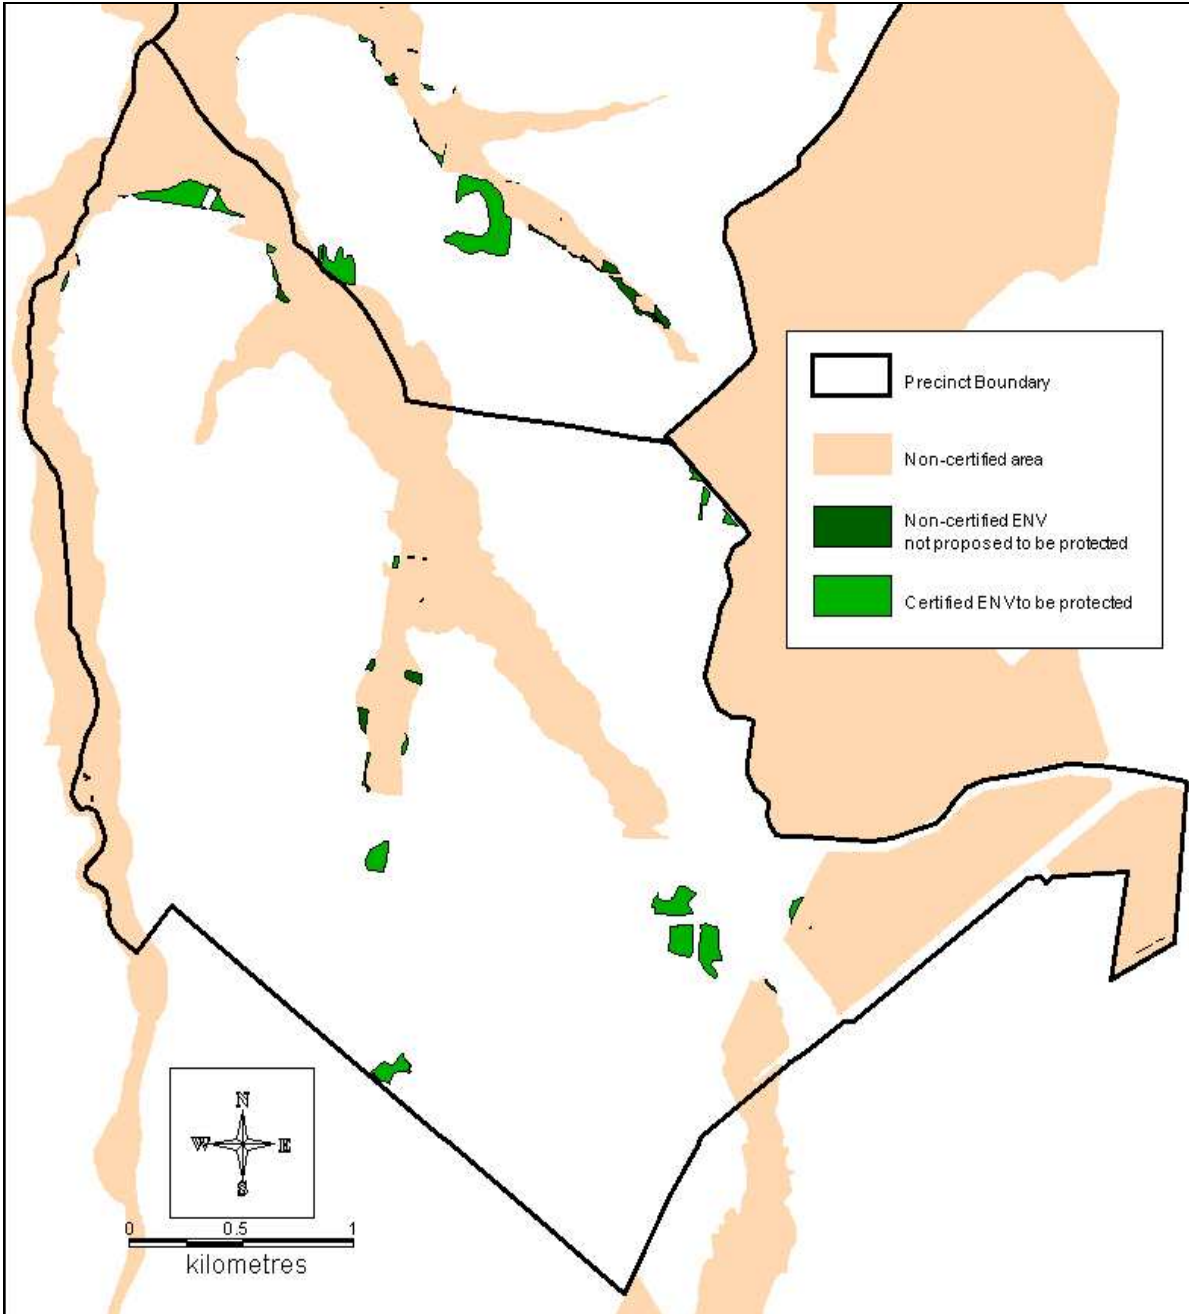 Precinct Boundary
Non-certified area
Non-certified ENV
not proposed to be protected
Certified ENV to be protected
N
W E
S
0 0.5 1
kilometres